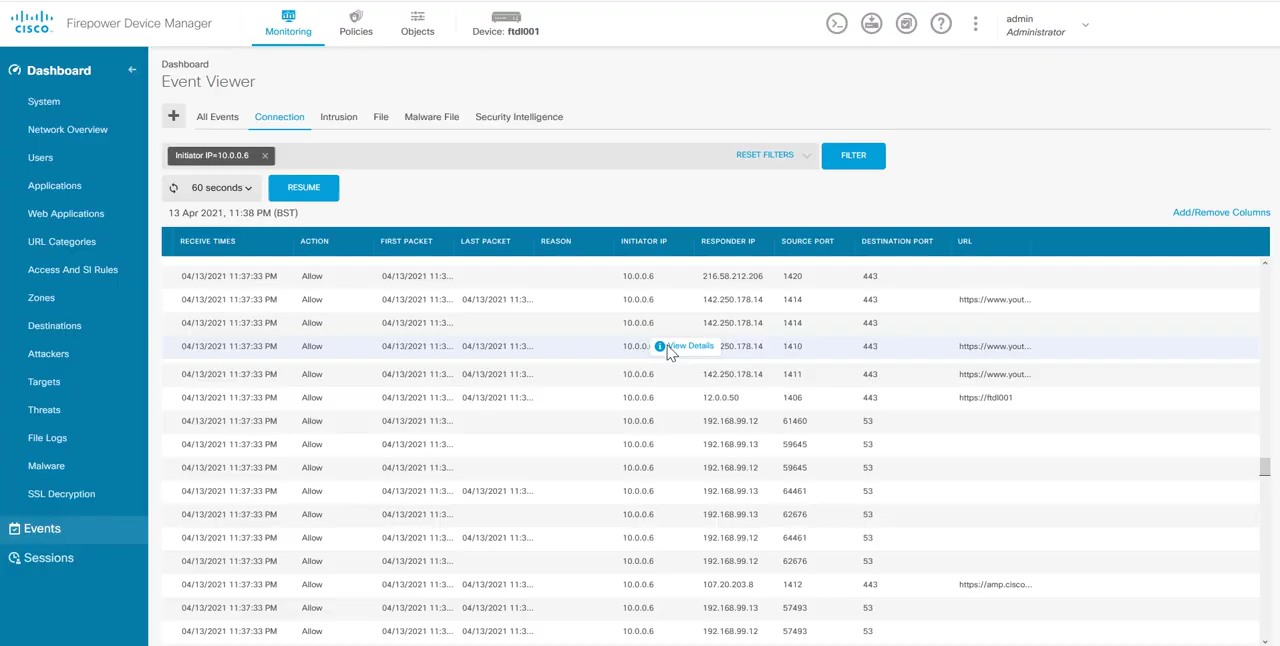 CISCO Firepower Device Manager Monitoring Policies Objects Device: ftdl001 admin Administrator
Dashboard
System
Network Overview
Users
Applications
Web Applications
URL Categories
Access And SI Rules
Zones
Destinations
Attackers
Targets
Threats
File Logs
Malware
SSL Decryption
Events
Sessions
Dashboard
Event Viewer
All Events Connection Intrusion File Malware File Security Intelligence
Initiator IP=10.0.0.6 RESET FILTERS FILTER
60 seconds RESUME
13 Apr 2021, 11:38 PM (BST) Add/Remove Columns
RECEIVE TIMES ACTION FIRST PACKET LAST PACKET REASON INITIATOR IP RESPONDER IP SOURCE PORT DESTINATION PORT URL
04/13/2021 11:37:33 PM Allow 04/13/2021 11:3... 10.0.0.6 216.58.212.206 1420 443
04/13/2021 11:37:33 PM Allow 04/13/2021 11:3... 04/13/2021 11:3... 10.0.0.6 142.250.178.14 1414 443 https://www.yout...
04/13/2021 11:37:33 PM Allow 04/13/2021 11:3... 10.0.0.6 142.250.178.14 1414 443
04/13/2021 11:37:33 PM Allow 04/13/2021 11:3... 04/13/2021 11:3... 10.0.0. View Details 250.178.14 1410 443 https://www.yout...
04/13/2021 11:37:33 PM Allow 04/13/2021 11:3... 04/13/2021 11:3... 10.0.0.6 142.250.178.14 1411 443 https://www.yout...
04/13/2021 11:37:33 PM Allow 04/13/2021 11:3... 04/13/2021 11:3... 10.0.0.6 12.0.0.50 1406 443 https://ftdl001
04/13/2021 11:37:33 PM Allow 04/13/2021 11:3... 10.0.0.6 192.168.99.12 61460 53
04/13/2021 11:37:33 PM Allow 04/13/2021 11:3... 10.0.0.6 192.168.99.13 59645 53
04/13/2021 11:37:33 PM Allow 04/13/2021 11:3... 10.0.0.6 192.168.99.12 59645 53
04/13/2021 11:37:33 PM Allow 04/13/2021 11:3... 04/13/2021 11:3... 10.0.0.6 192.168.99.13 64461 53
04/13/2021 11:37:33 PM Allow 04/13/2021 11:3... 10.0.0.6 192.168.99.13 62676 53
04/13/2021 11:37:33 PM Allow 04/13/2021 11:3... 04/13/2021 11:3... 10.0.0.6 192.168.99.12 64461 53
04/13/2021 11:37:33 PM Allow 04/13/2021 11:3... 10.0.0.6 192.168.99.12 62676 53
04/13/2021 11:37:33 PM Allow 04/13/2021 11:3... 04/13/2021 11:3... 10.0.0.6 107.20.203.8 1412 443 https://amp.cisco...
04/13/2021 11:37:33 PM Allow 04/13/2021 11:3... 04/13/2021 11:3... 10.0.0.6 192.168.99.13 57493 53
04/13/2021 11:37:33 PM Allow 04/13/2021 11:3... 04/13/2021 11:3... 10.0.0.6 192.168.99.12 57493 53